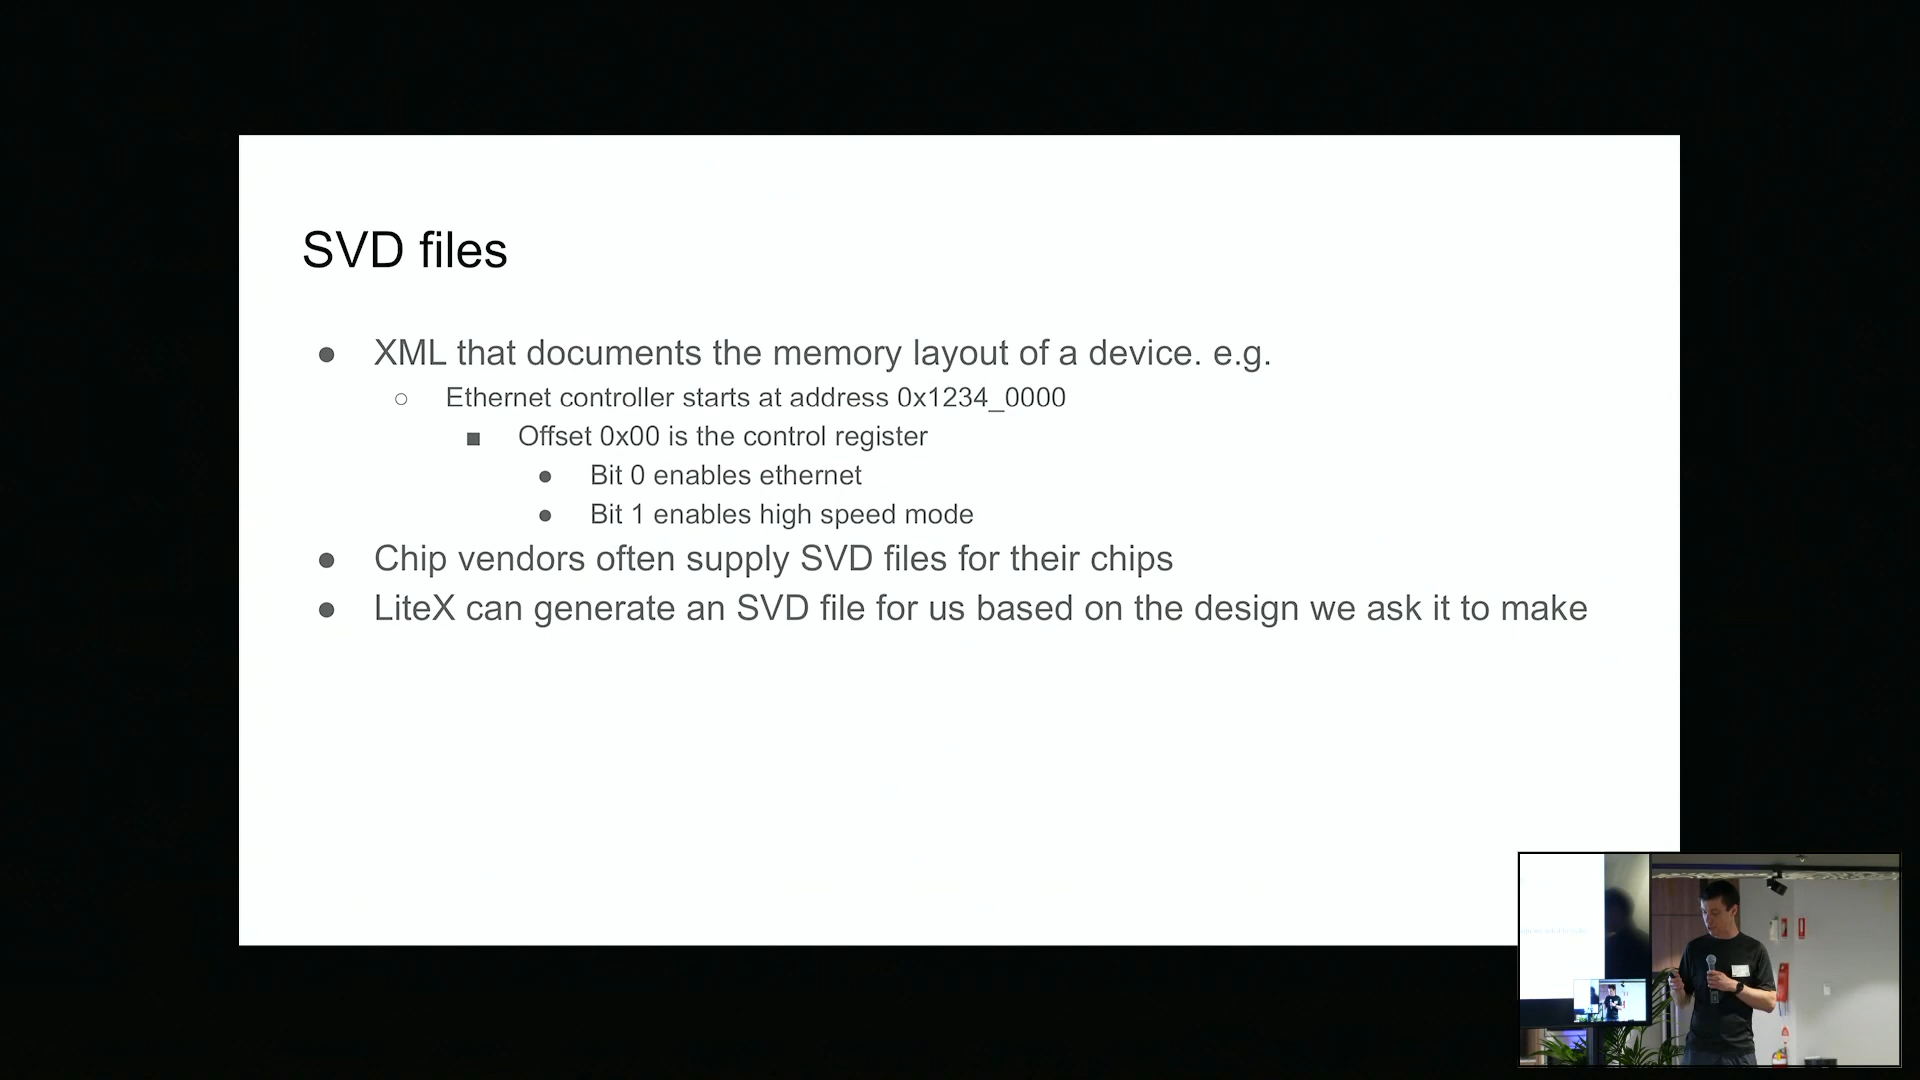 SVD files
● XML that documents the memory layout of a device. e.g.
○ Ethernet controller starts at address 0x1234_0000
■ Offset 0x00 is the control register
● Bit 0 enables ethernet
● Bit 1 enables high speed mode
● Chip vendors often supply SVD files for their chips
● LiteX can generate an SVD file for us based on the design we ask it to make